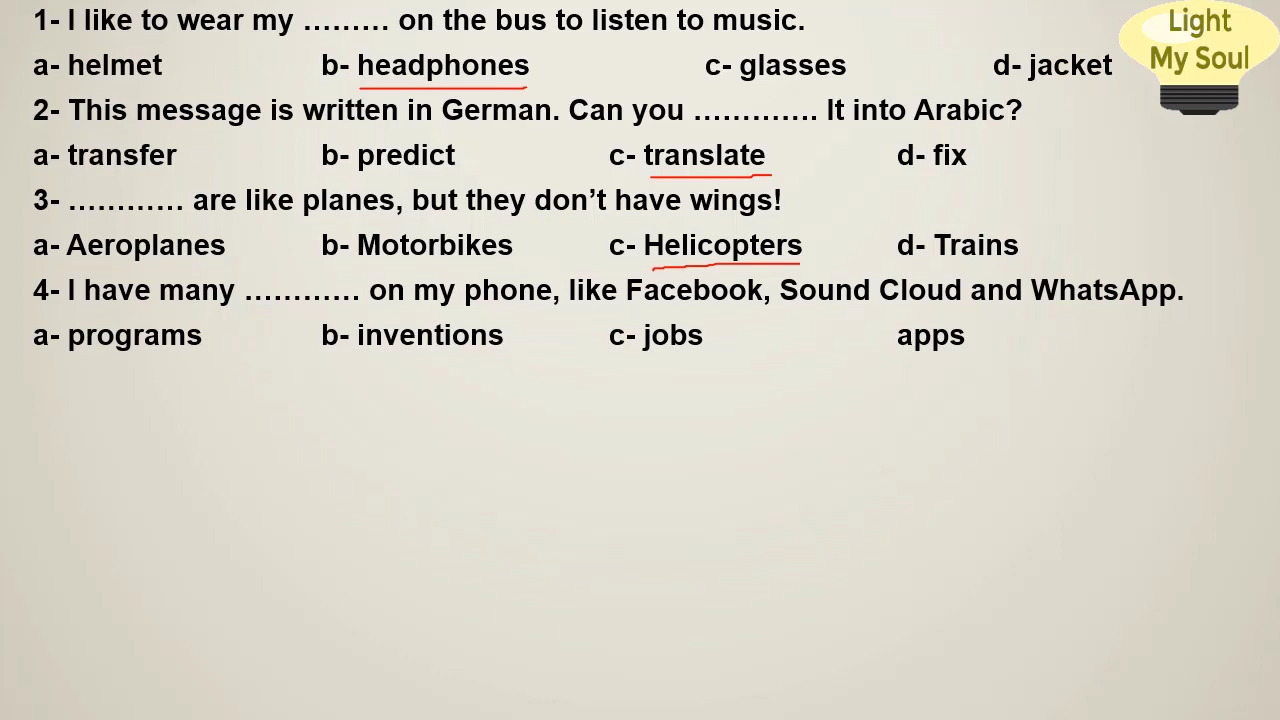 1- I like to wear my ……… on the bus to listen to music.
a- helmet b- headphones c- glasses d- jacket
2- This message is written in German. Can you …………. It into Arabic?
a- transfer b- predict c- translate d- fix
3- ………… are like planes, but they don’t have wings!
a- Aeroplanes b- Motorbikes c- Helicopters d- Trains
4- I have many ………… on my phone, like Facebook, Sound Cloud and WhatsApp.
a- programs b- inventions c- jobs apps
Light
My Soul